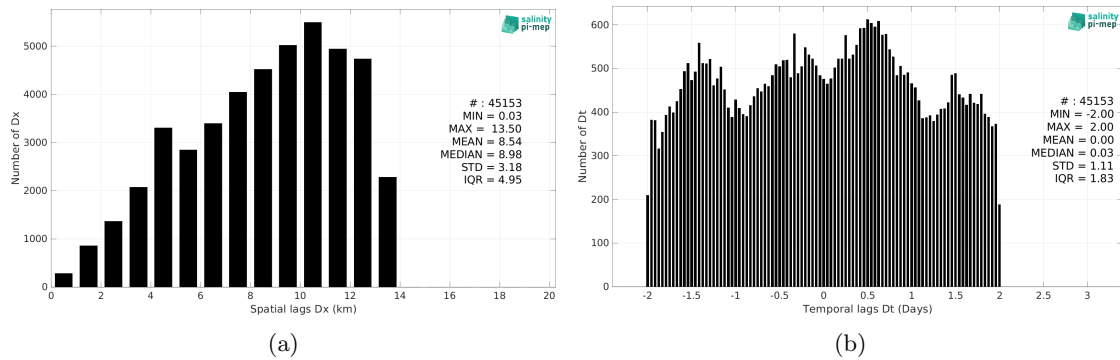 salinity
pi-mep
5000
4000
3000
2000
1000
0
Number of Dx
# : 45153
MIN = 0.03
MAX = 13.50
MEAN = 8.54
MEDIAN = 8.98
STD = 3.18
IQR = 4.95
0 2 4 6 8 10 12 14 16 18 20
Spatial lags Dx (km)
(a)
salinity
pi-mep
600
500
400
300
200
100
0
Number of Dt
# : 45153
MIN = -2.00
MAX = 2.00
MEAN = 0.00
MEDIAN = 0.03
STD = 1.11
IQR = 1.83
-2 -1.5 -1 -0.5 0 0.5 1 1.5 2 2.5 3
Temporal lags Dt (Days)
(b)